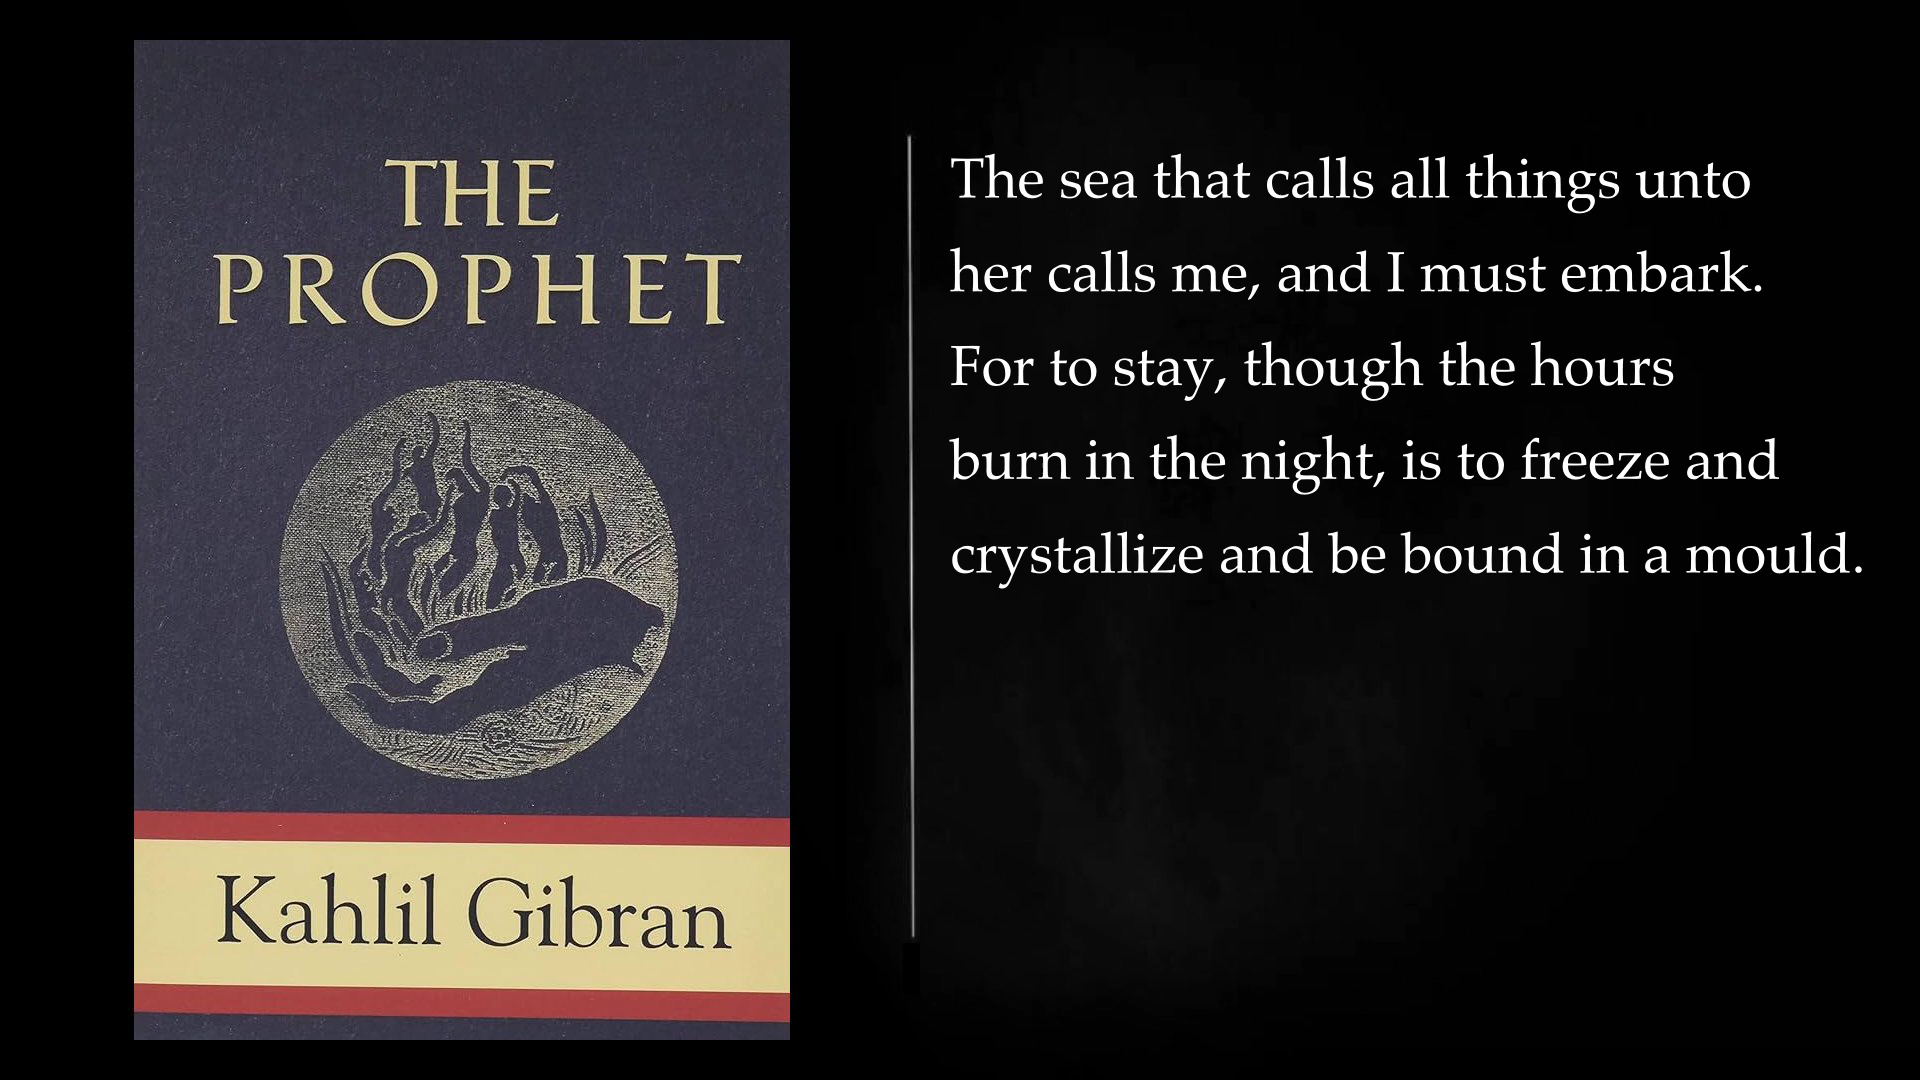 THE
PROPHET
Kahlil Gibran
The sea that calls all things unto
her calls me, and I must embark.
For to stay, though the hours
burn in the night, is to freeze and
crystallize and be bound in a mould.